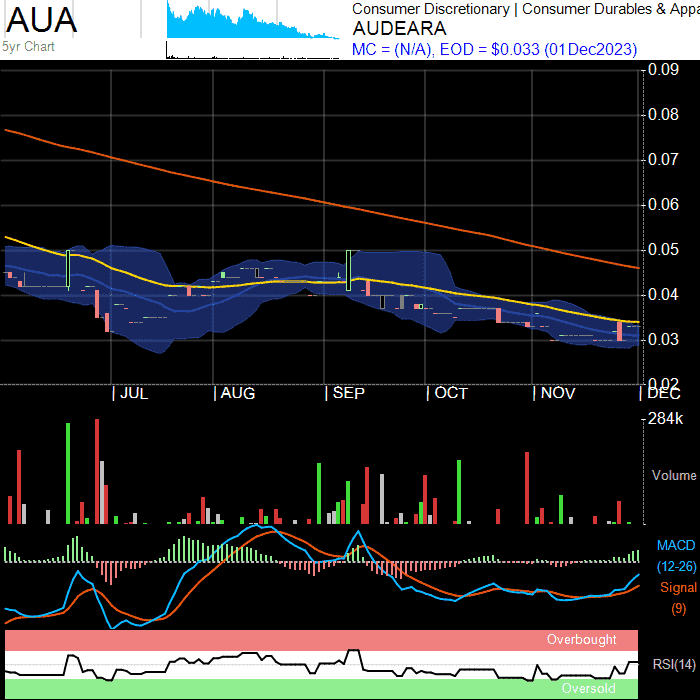 AUA
5yr Chart
Consumer Discretionary | Consumer Durables & Appa
AUDEARA
MC = (N/A), EOD = $0.033 (01Dec2023)
0.09
0.08
0.07
0.06
0.05
0.04
0.03
0.02
| JUL | AUG | SEP | OCT | NOV | DEC
284k
Volume
MACD
(12-26)
Signal
(9)
Overbought
RSI(14)
Oversold